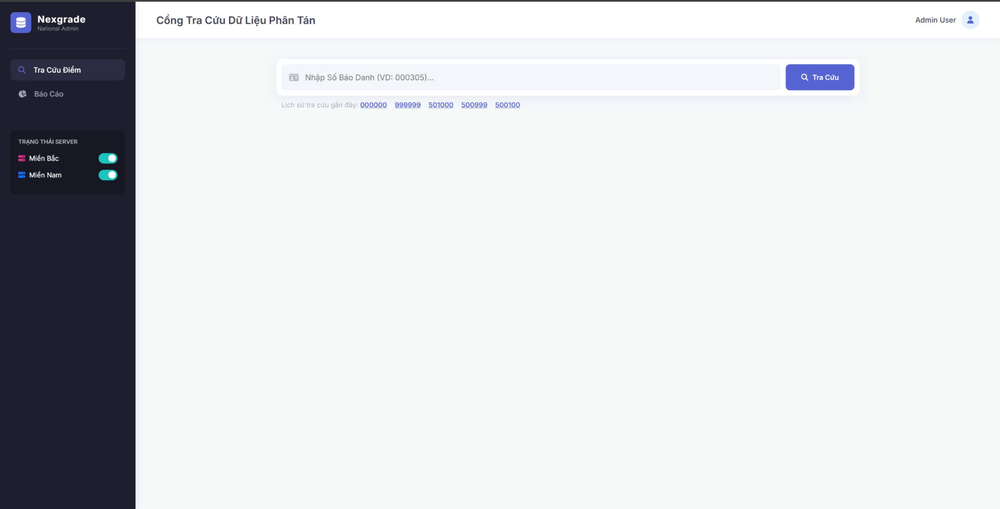 Nexgrade
National Admin
Tra Cứu Điểm
Báo Cáo
TRẠNG THÁI SERVER
Miền Bắc
Miền Nam
Cổng Tra Cứu Dữ Liệu Phân Tán
Admin User
Nhập Số Báo Danh (VD: 000305)...
Tra Cứu
Lịch sử tra cứu gần đây: 000000 999999 501000 500999 500100